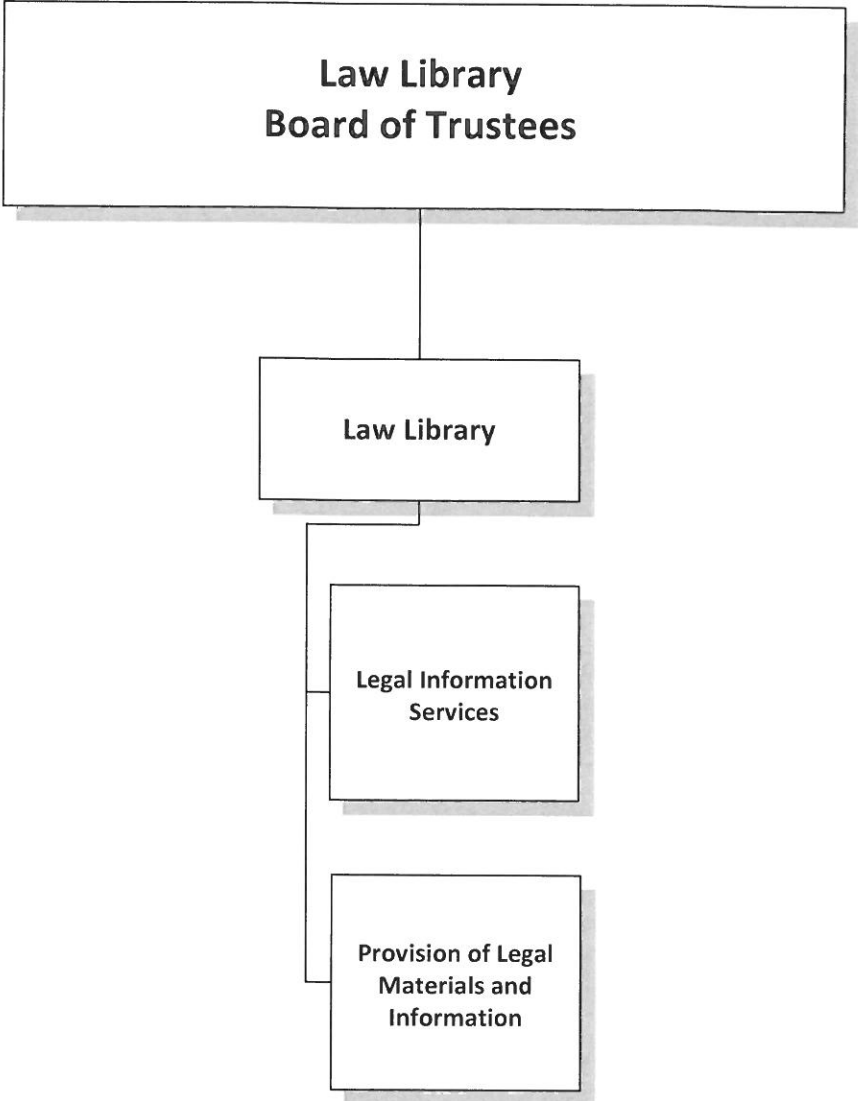 Law Library
Board of Trustees
Law Library
Legal Information
Services
Provision of Legal
Materials and
Information